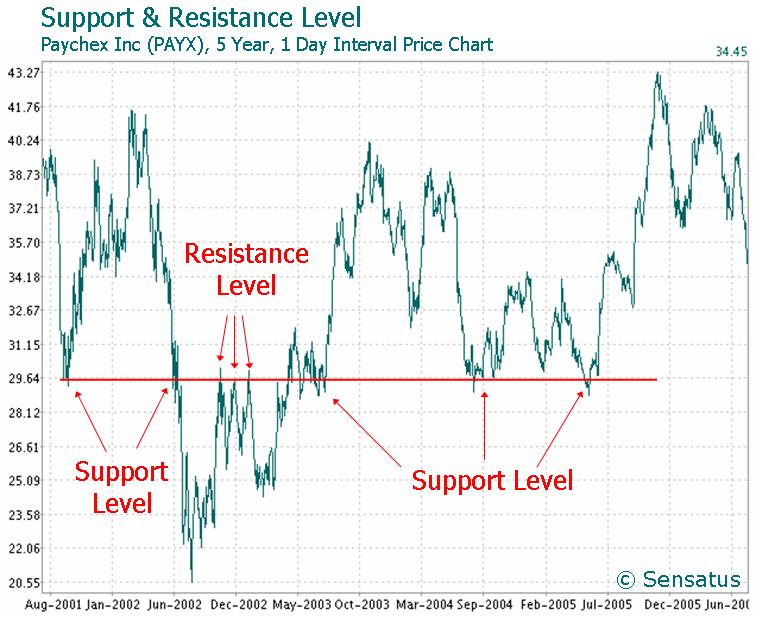 Support & Resistance Level
Paychex Inc (PAYX), 5 Year, 1 Day Interval Price Chart
34.45
43.27
41.76
40.24
38.73
37.21
35.70
34.18
32.67
31.15
29.64
28.12
26.61
25.09
23.58
22.06
20.55
Resistance
Level
Support
Level
Support Level
© Sensatus
Aug-2001 Jan-2002 Jun-2002 Dec-2002 May-2003 Oct-2003 Mar-2004 Sep-2004 Feb-2005 Jul-2005 Dec-2005 Jun-200